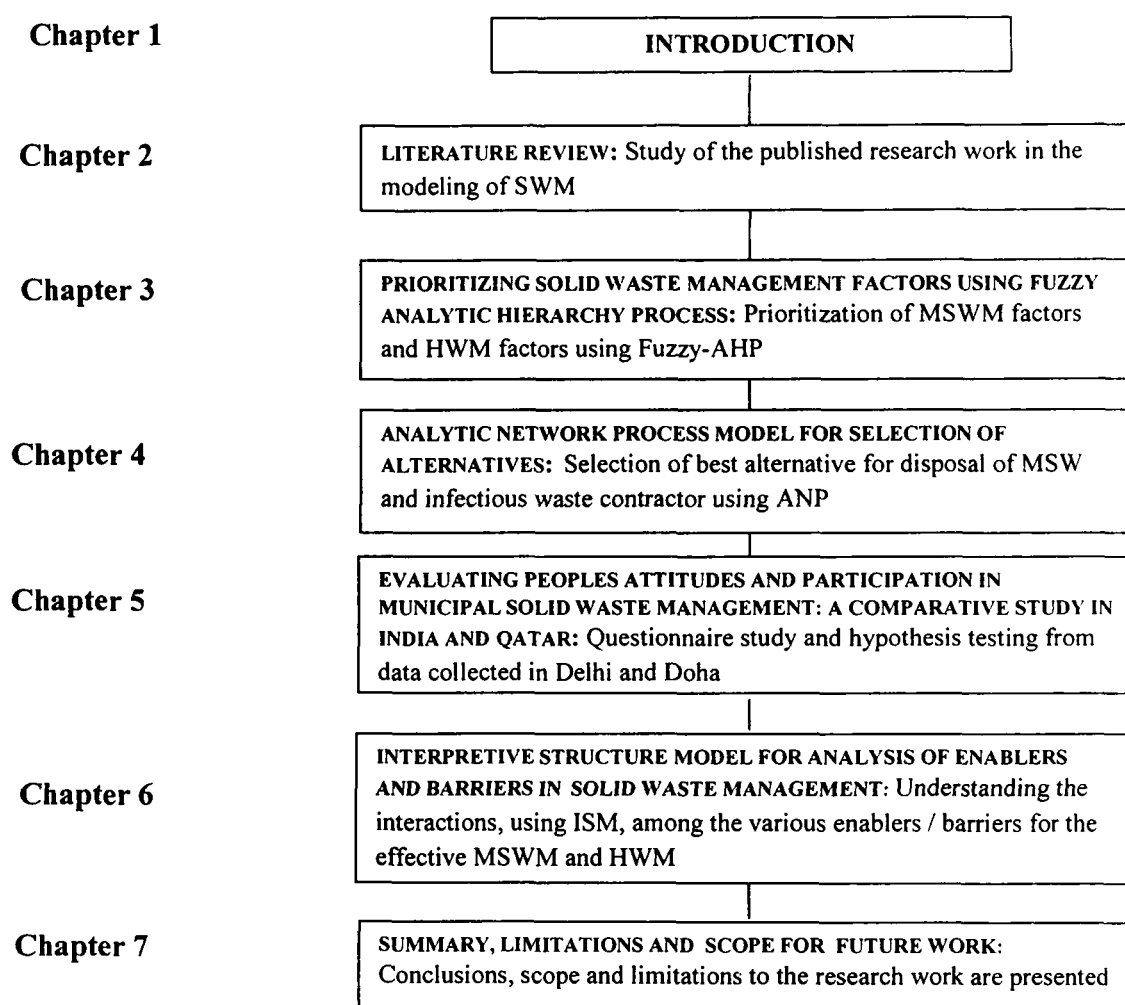 Chapter 1
INTRODUCTION
Chapter 2
LITERATURE REVIEW: Study of the published research work in the
modeling of SWM
Chapter 3
PRIORITIZING SOLID WASTE MANAGEMENT FACTORS USING FUZZY
ANALYTIC HIERARCHY PROCESS: Prioritization of MSWM factors
and HWM factors using Fuzzy-AHP
Chapter 4
ANALYTIC NETWORK PROCESS MODEL FOR SELECTION OF
ALTERNATIVES: Selection of best alternative for disposal of MSW
and infectious waste contractor using ANP
Chapter 5
EVALUATING PEOPLES ATTITUDES AND PARTICIPATION IN
MUNICIPAL SOLID WASTE MANAGEMENT: A COMPARATIVE STUDY IN
INDIA AND QATAR: Questionnaire study and hypothesis testing from
data collected in Delhi and Doha
Chapter 6
INTERPRETIVE STRUCTURE MODEL FOR ANALYSIS OF ENABLERS
AND BARRIERS IN SOLID WASTE MANAGEMENT: Understanding the
interactions, using ISM, among the various enablers / barriers for the
effective MSWM and HWM
Chapter 7
SUMMARY, LIMITATIONS AND SCOPE FOR FUTURE WORK:
Conclusions, scope and limitations to the research work are presented